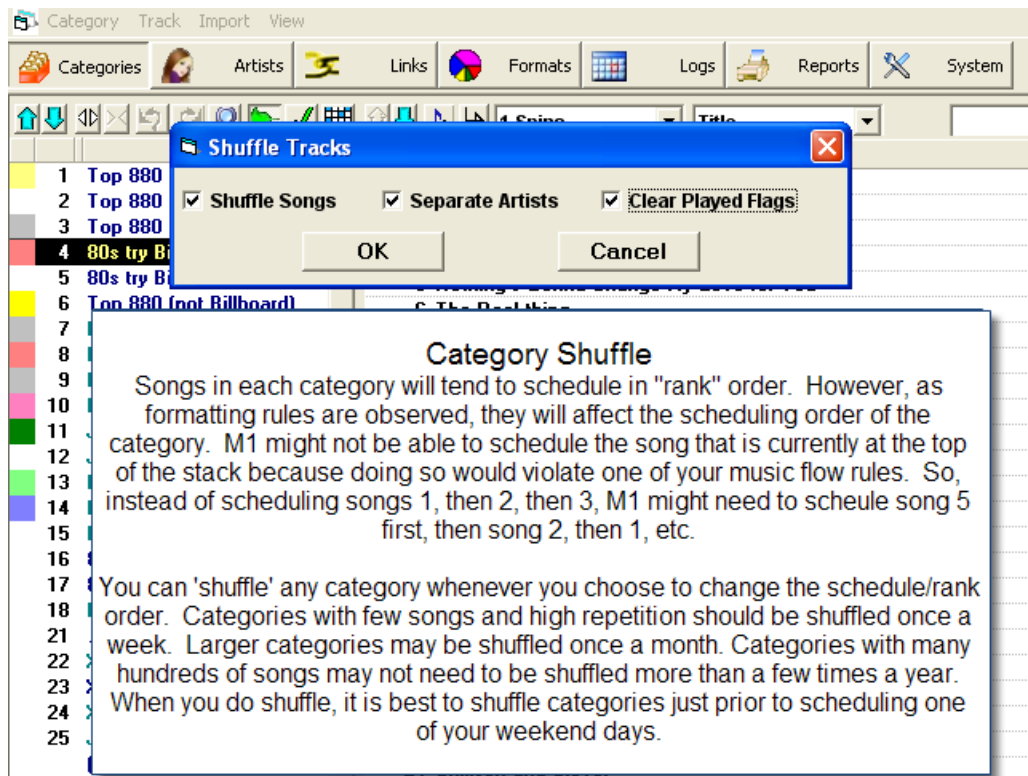 Category Track Import View
Categories Artists Links Formats Logs Reports System
Title
Shuffle Tracks
1 Top 880
2 Top 880
3 Top 880
Shuffle Songs Separate Artists Clear Played Flags
OK Cancel
4 80s try
5 80s try
6 Top 880 (not Billboard)
7
8
9
10
11
12
13
14
15
16
17
18
21
22
23
24
25
Category Shuffle
Songs in each category will tend to schedule in "rank" order. However, as
formatting rules are observed, they will affect the scheduling order of the
category. M1 might not be able to schedule the song that is currently at the top
of the stack because doing so would violate one of your music flow rules. So,
instead of scheduling songs 1, then 2, then 3, M1 might need to scheule song 5
first, then song 2, then 1, etc.
You can 'shuffle' any category whenever you choose to change the schedule/rank
order. Categories with few songs and high repetition should be shuffled once a
week. Larger categories may be shuffled once a month. Categories with many
hundreds of songs may not need to be shuffled more than a few times a year.
When you do shuffle, it is best to shuffle categories just prior to scheduling one
of your weekend days.